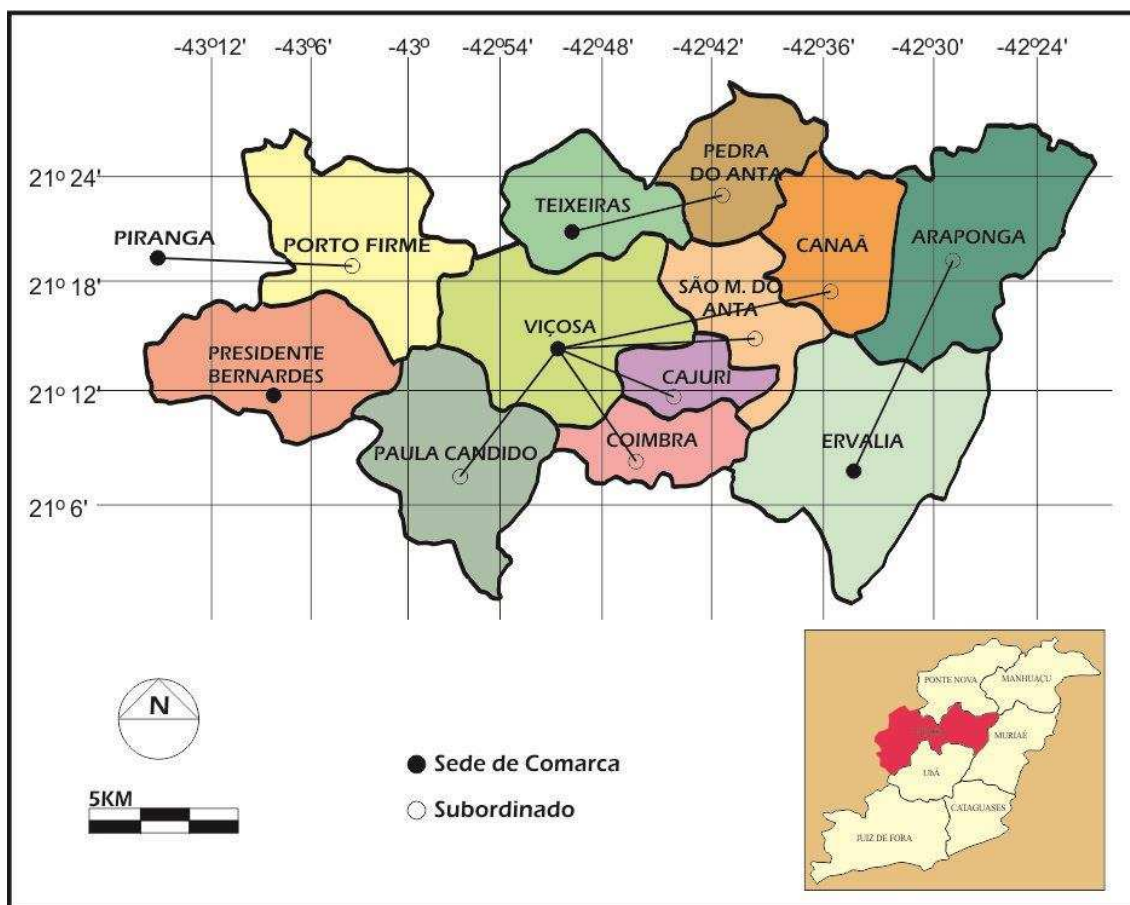 -43º12'
-43º6'
-43º
-42º54'
-42º48'
-42º42'
-42º36'
-42º30'
-42º24'
21º 24'
21º 18'
21º 12'
21º 6'
PEDRA
DO ANTA
TEIXEIRAS
PIRANGA
PORTO FIRME
CANAÃ
ARAPONGA
SÃO M. DO
ANTA
VIÇOSA
PRESIDENTE
BERNARDES
CAJURI
PAULA CANDIDO
COIMBRA
ERVALIA
N
5KM
Sede de Comarca
Subordinado
PONTE NOVA
MANHUAÇU
MURIAÉ
UBÁ
CATAGUASES
JUIZ DE FORA